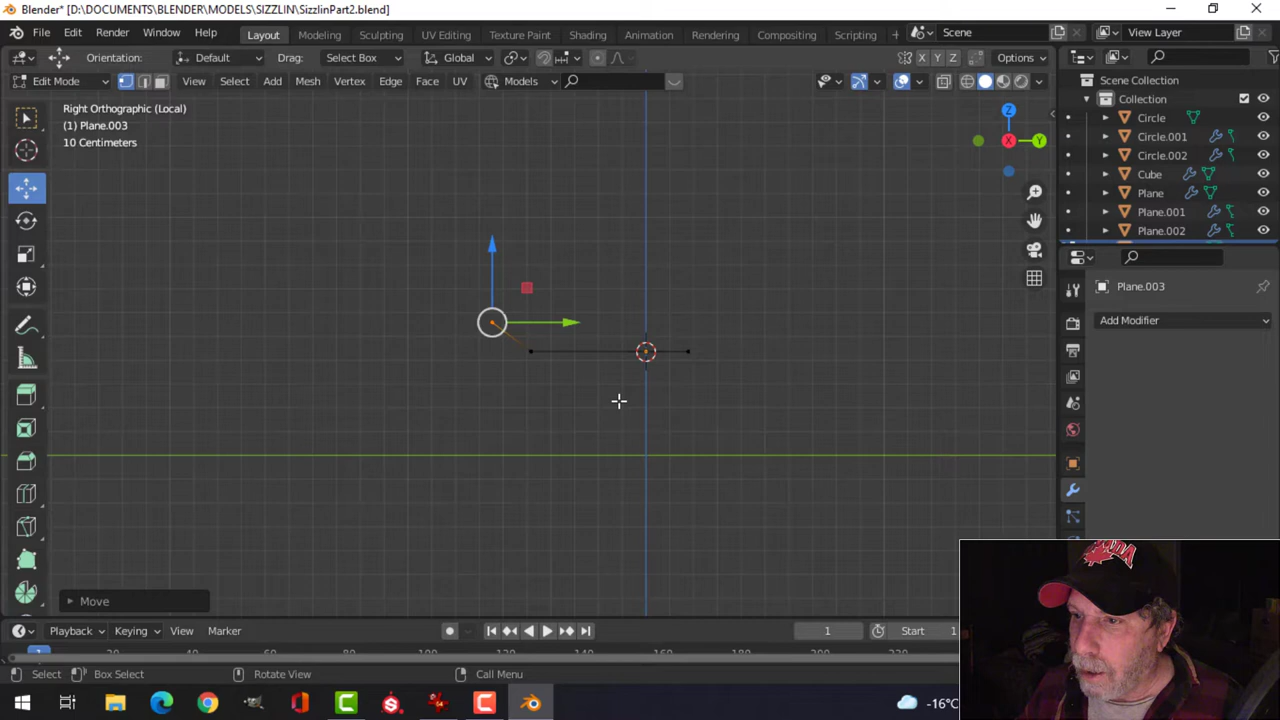 Blender* [D:\DOCUMENTS\BLENDER\MODELS\SIZZLIN\SizzlinPart2.blend]
File Edit Render Window Help Layout Modeling Sculpting UV Editing Texture Paint Shading Animation Rendering Compositing Scripting + Scene View Layer
Orientation: Default Drag: Select Box Global X Y Z Options
Edit Mode View Select Add Mesh Vertex Edge Face UV Models
Right Orthographic (Local)
(1) Plane.003
10 Centimeters
Z
X
Y
Scene Collection
Collection
Circle
Circle.001
Circle.002
Cube
Plane
Plane.001
Plane.002
Plane.003
Add Modifier
Move
Playback Keying View Marker 1 Start
1 20 160 180
Select Box Select Rotate View Call Menu
-16°C